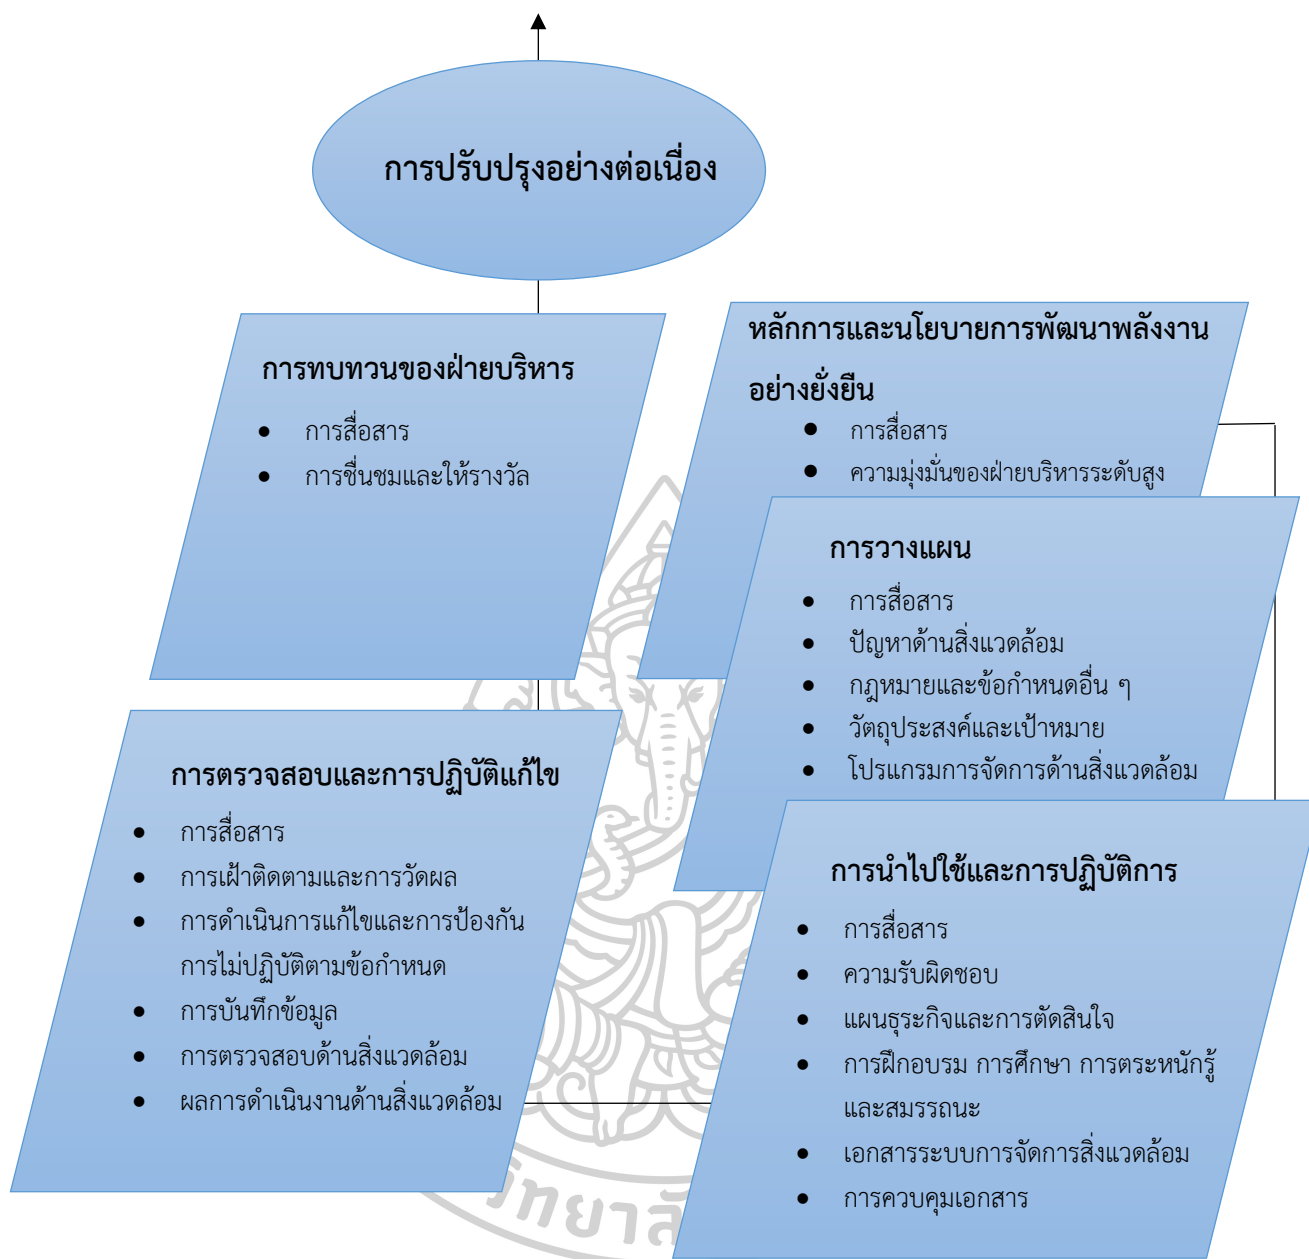 การปรับปรุงอย่างต่อเนื่อง
การทบทวนของฝ่ายบริหาร
• การสื่อสาร
• การชื่นชมและให้รางวัล
หลักการและนโยบายการพัฒนาพลังงาน
อย่างยั่งยืน
• การสื่อสาร
• ความมุ่งมั่นของฝ่ายบริหารระดับสูง
การวางแผน
• การสื่อสาร
• ปัญหาด้านสิ่งแวดล้อม
• กฎหมายและข้อกำหนดอื่น ๆ
• วัตถุประสงค์และเป้าหมาย
• โปรแกรมการจัดการด้านสิ่งแวดล้อม
การตรวจสอบและการปฏิบัติแก้ไข
• การสื่อสาร
• การเฝ้าติดตามและการวัดผล
• การดำเนินการแก้ไขและการป้องกัน
การไม่ปฏิบัติตามข้อกำหนด
• การบันทึกข้อมูล
• การตรวจสอบด้านสิ่งแวดล้อม
• ผลการดำเนินงานด้านสิ่งแวดล้อม
การนำไปใช้และการปฏิบัติการ
• การสื่อสาร
• ความรับผิดชอบ
• แผนธุระกิจและการตัดสินใจ
• การฝึกอบรม การศึกษา การตระหนักรู้
และสมรรถนะ
• เอกสารระบบการจัดการสิ่งแวดล้อม
• การควบคุมเอกสาร